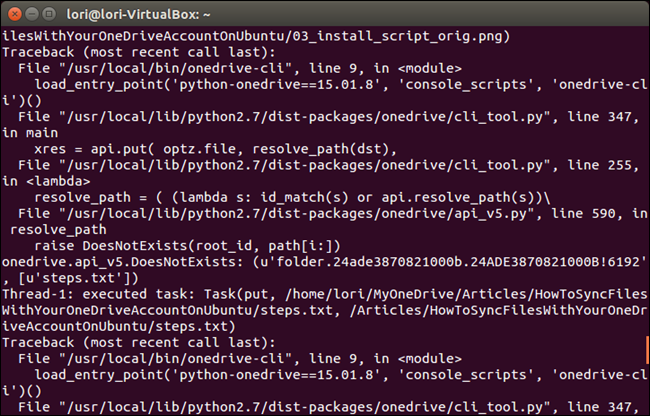 lori@lori-VirtualBox: ~
ilesWithYourOneDriveAccountOnUbuntu/03_install_script_orig.png)
Traceback (most recent call last):
  File "/usr/local/bin/onedrive-cli", line 9, in <module>
    load_entry_point('python-onedrive==15.01.8', 'console_scripts', 'onedrive-cl
i')()
  File "/usr/local/lib/python2.7/dist-packages/onedrive/cli_tool.py", line 347,
in main
    xres = api.put( optz.file, resolve_path(dst),
  File "/usr/local/lib/python2.7/dist-packages/onedrive/cli_tool.py", line 255,
in <lambda>
    resolve_path = ( (lambda s: id_match(s) or api.resolve_path(s))\
  File "/usr/local/lib/python2.7/dist-packages/onedrive/api_v5.py", line 590, in
 resolve_path
    raise DoesNotExists(root_id, path[i:])
onedrive.api_v5.DoesNotExists: (u'folder.24ade3870821000b.24ADE3870821000B!6192'
, [u'steps.txt'])
Thread-1: executed task: Task(put, /home/lori/MyOneDrive/Articles/HowToSyncFiles
WithYourOneDriveAccountOnUbuntu/steps.txt, /Articles/HowToSyncFilesWithYourOneDr
iveAccountOnUbuntu/steps.txt)
Traceback (most recent call last):
  File "/usr/local/bin/onedrive-cli", line 9, in <module>
    load_entry_point('python-onedrive==15.01.8', 'console_scripts', 'onedrive-cl
i')()
  File "/usr/local/lib/python2.7/dist-packages/onedrive/cli_tool.py", line 347,